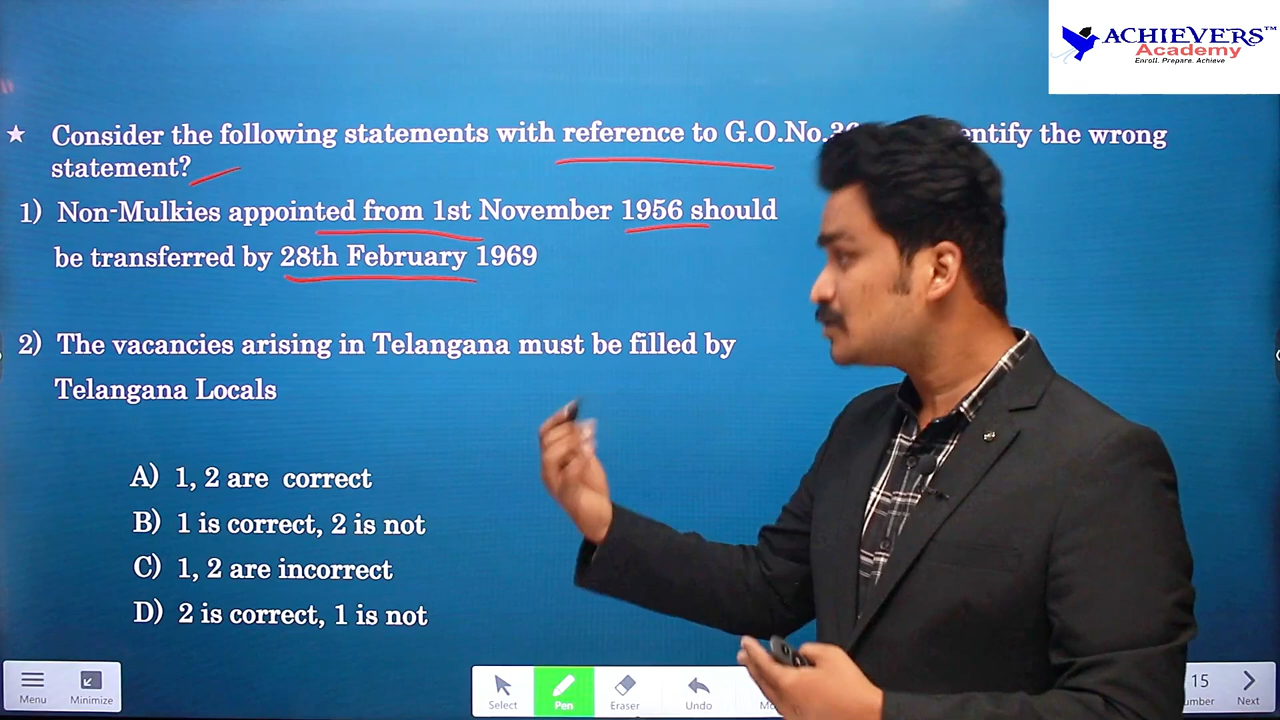 ACHIEVERS™
Academy
Enroll. Prepare. Achieve
★ Consider the following statements with reference to G.O.No. the wrong
statement?
1) Non-Mulkies appointed from 1st November 1956 should
be transferred by 28th February 1969
2) The vacancies arising in Telangana must be filled by
Telangana Locals
A) 1, 2 are correct
B) 1 is correct, 2 is not
C) 1, 2 are incorrect
D) 2 is correct, 1 is not
Menu Minimize Select Pen Eraser Undo 15 Next